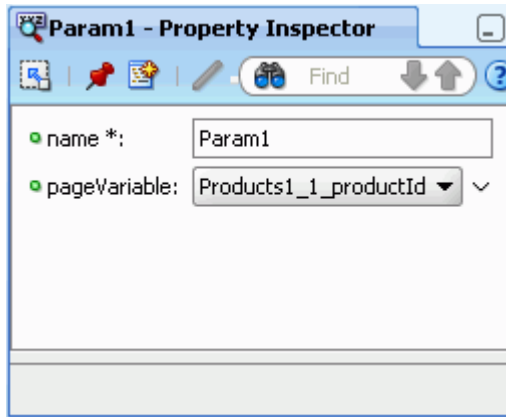 Param1 - Property Inspector
Find
name *: Param1
pageVariable: Products1_1_productId